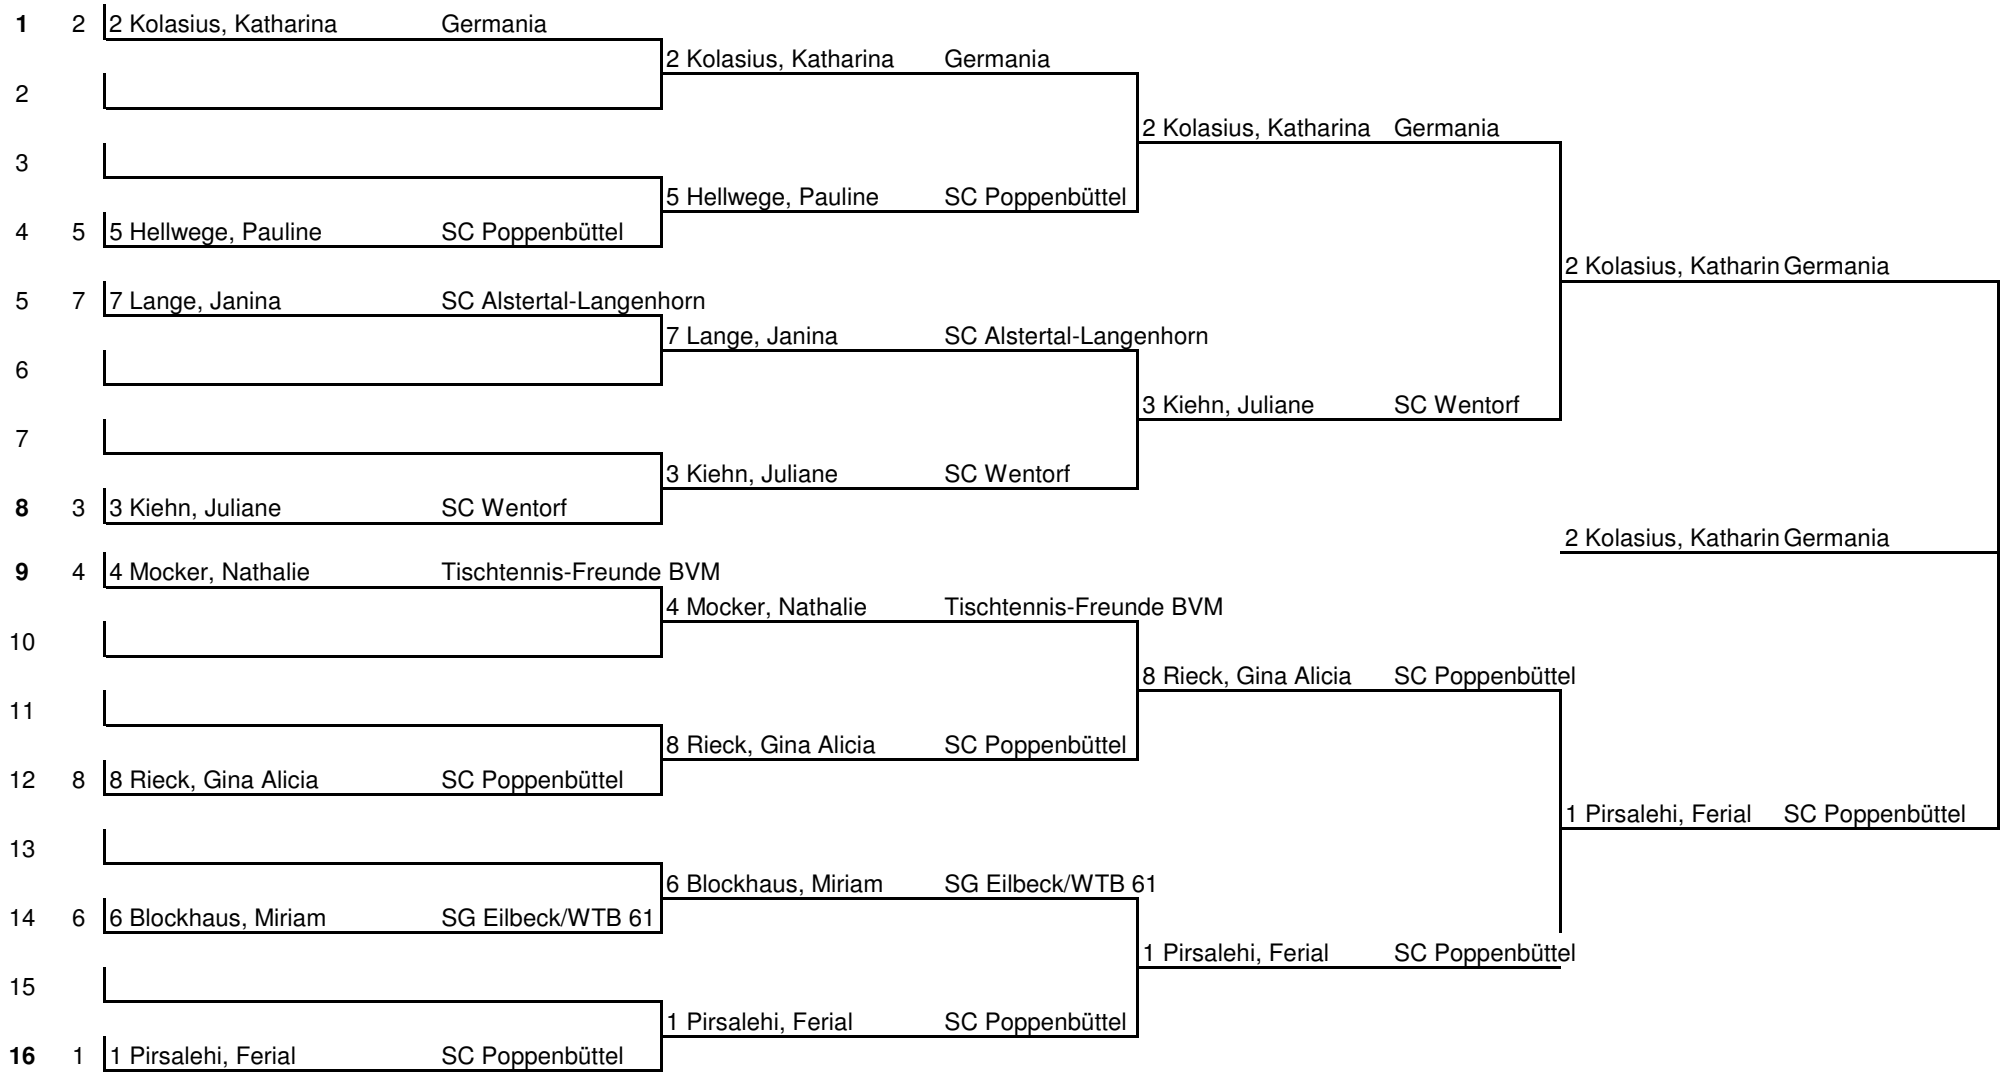 1 2 2 Kolasius, Katharina Germania
2 Kolasius, Katharina Germania
2
2 Kolasius, Katharina Germania
3
5 Hellwege, Pauline SC Poppenbüttel
4 5 5 Hellwege, Pauline SC Poppenbüttel
2 Kolasius, Katharin Germania
5 7 7 Lange, Janina SC Alstertal-Langenhorn
7 Lange, Janina SC Alstertal-Langenhorn
6
3 Kiehn, Juliane SC Wentorf
7
3 Kiehn, Juliane SC Wentorf
8 3 3 Kiehn, Juliane SC Wentorf
2 Kolasius, Katharin Germania
9 4 4 Mocker, Nathalie Tischtennis-Freunde BVM
4 Mocker, Nathalie Tischtennis-Freunde BVM
10
8 Rieck, Gina Alicia SC Poppenbüttel
11
8 Rieck, Gina Alicia SC Poppenbüttel
12 8 8 Rieck, Gina Alicia SC Poppenbüttel
1 Pirsalehi, Ferial SC Poppenbüttel
13
6 Blockhaus, Miriam SG Eilbeck/WTB 61
14 6 6 Blockhaus, Miriam SG Eilbeck/WTB 61
1 Pirsalehi, Ferial SC Poppenbüttel
15
1 Pirsalehi, Ferial SC Poppenbüttel
16 1 1 Pirsalehi, Ferial SC Poppenbüttel